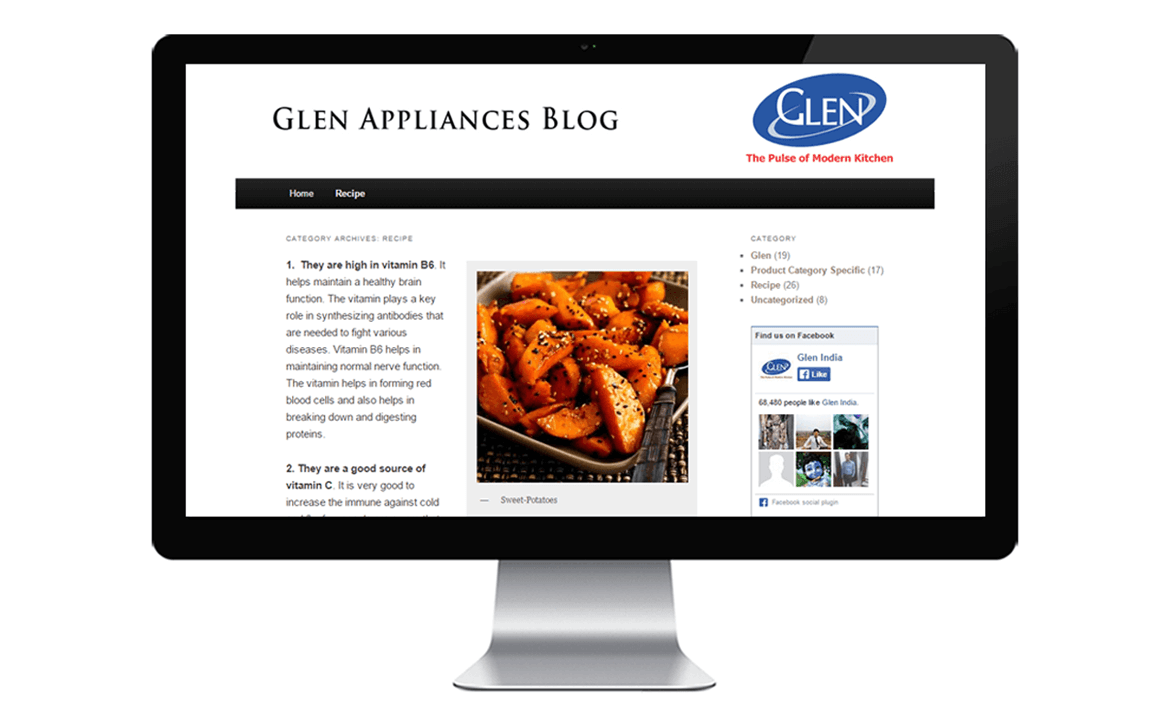 GLEN APPLIANCES BLOG
GLEN
The Pulse of Modern Kitchen
Home Recipe
CATEGORY ARCHIVES: RECIPE
1. They are high in vitamin B6. It
helps maintain a healthy brain
function. The vitamin plays a key
role in synthesizing antibodies that
are needed to fight various
diseases. Vitamin B6 helps in
maintaining normal nerve function.
The vitamin helps in forming red
blood cells and also helps in
breaking down and digesting
proteins.
2. They are a good source of
vitamin C. It is very good to
increase the immune against cold
— Sweet-Potatoes
CATEGORY
Glen (19)
Product Category Specific (17)
Recipe (26)
Uncategorized (8)
Find us on Facebook
GLEN
Glen India
Like
68,480 people like Glen India.
Facebook social plugin